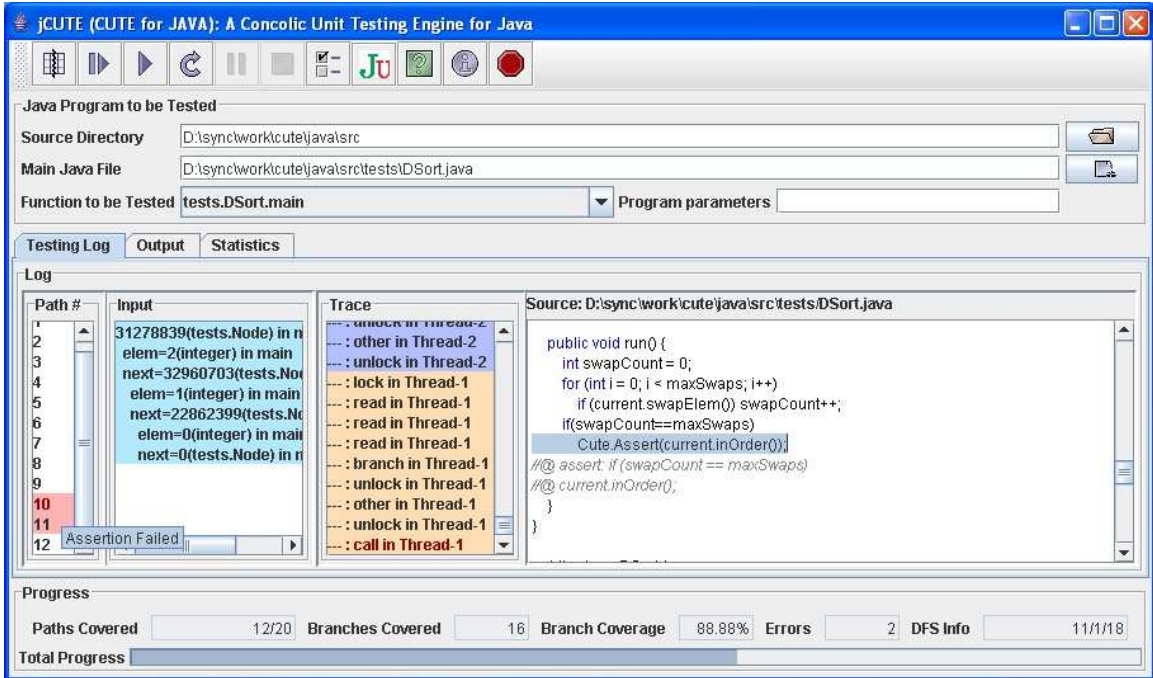 jCUTE (CUTE for JAVA): A Concolic Unit Testing Engine for Java
JU ?
Java Program to be Tested
Source Directory D:\sync\work\cute\java\src
Main Java File D:\sync\work\cute\java\src\tests\DSort.java
Function to be Tested tests.DSort.main Program parameters
Testing Log Output Statistics
Log
Path #
1
2
3
4
5
6
7
8
9
10
11
12
Assertion Failed
Input
31278839(tests.Node) in n
elem=2(integer) in main
next=32960703(tests.No
elem=1(integer) in main
next=22862399(tests.No
elem=0(integer) in mai
next=0(tests.Node) in n
Trace
--- : unlock in Thread-2
--- : other in Thread-2
--- : unlock in Thread-2
--- : lock in Thread-1
--- : read in Thread-1
--- : read in Thread-1
--- : read in Thread-1
--- : branch in Thread-1
--- : unlock in Thread-1
--- : other in Thread-1
--- : unlock in Thread-1
--- : call in Thread-1
Source: D:\sync\work\cute\java\src\tests/DSort.java
public void run() {
int swapCount = 0;
for (int i = 0; i < maxSwaps; i++)
if (current.swapElem()) swapCount++;
if(swapCount==maxSwaps)
Cute.Assert(current.inOrder());
//@ assert: if (swapCount == maxSwaps)
//@ current.inOrder();
}
}
Progress
Paths Covered 12/20 Branches Covered 16 Branch Coverage 88.88% Errors 2 DFS Info 11/1/18
Total Progress